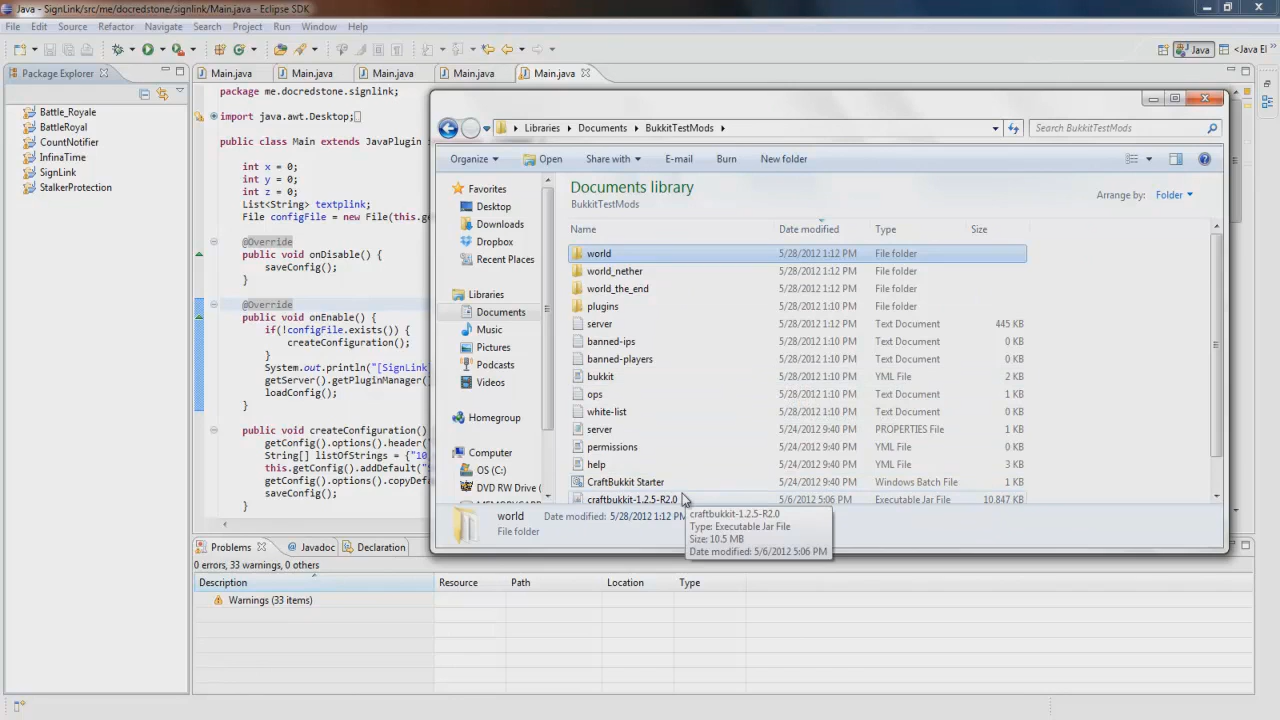 Java - SignLink/src/me/docredstone/signlink/Main.java - Eclipse SDK
File Edit Source Refactor Navigate Search Project Run Window Help
Java
<Java EI
Package Explorer
Battle_Royale
BattleRoyal
CountNotifier
InfinaTime
SignLink
StalkerProtection
Main.java Main.java Main.java Main.java Main.java
package me.docredstone.signlink;
import java.awt.Desktop;
public class Main extends JavaPlugin
int x = 0;
int y = 0;
int z = 0;
List<String> textplink;
File configFile = new File(this.ge
@Override
public void onDisable() {
saveConfig();
}
@Override
public void onEnable() {
if(!configFile.exists()) {
createConfiguration();
}
System.out.println("[SignLink
getServer().getPluginManager()
loadConfig();
}
public void createConfiguration()
getConfig().options().header("
String[] listOfStrings = {"10
this.getConfig().addDefault("
getConfig().options().copyDef
saveConfig();
}
Libraries Documents BukkitTestMods
Search BukkitTestMods
Organize Open Share with E-mail Burn New folder
Favorites
Desktop
Downloads
Dropbox
Recent Places
Libraries
Documents
Music
Pictures
Podcasts
Videos
Homegroup
Computer
OS (C:)
DVD RW Drive (
Documents library
BukkitTestMods
Arrange by: Folder
Name Date modified Type Size
world 5/28/2012 1:12 PM File folder
world_nether 5/28/2012 1:12 PM File folder
world_the_end 5/28/2012 1:12 PM File folder
plugins 5/28/2012 1:10 PM File folder
server 5/28/2012 1:12 PM Text Document 445 KB
banned-ips 5/28/2012 1:10 PM Text Document 0 KB
banned-players 5/28/2012 1:10 PM Text Document 0 KB
bukkit 5/28/2012 1:10 PM YML File 2 KB
ops 5/28/2012 1:10 PM Text Document 1 KB
white-list 5/28/2012 1:10 PM Text Document 0 KB
server 5/24/2012 9:40 PM PROPERTIES File 1 KB
permissions 5/24/2012 9:40 PM YML File 0 KB
help 5/24/2012 9:40 PM YML File 0 KB
CraftBukkit Starter 5/24/2012 9:40 PM Windows Batch File 1 KB
craftbukkit-1.2.5-R2.0 5/6/2012 5:06 PM Executable Jar File 10,847 KB
world Date modified: 5/28/2012 1:12 PM
File folder
craftbukkit-1.2.5-R2.0
Type: Executable Jar File
Size: 10.5 MB
Date modified: 5/6/2012 5:06 PM
Problems Javadoc Declaration
0 errors, 33 warnings, 0 others
Description Resource Path Location Type
Warnings (33 items)